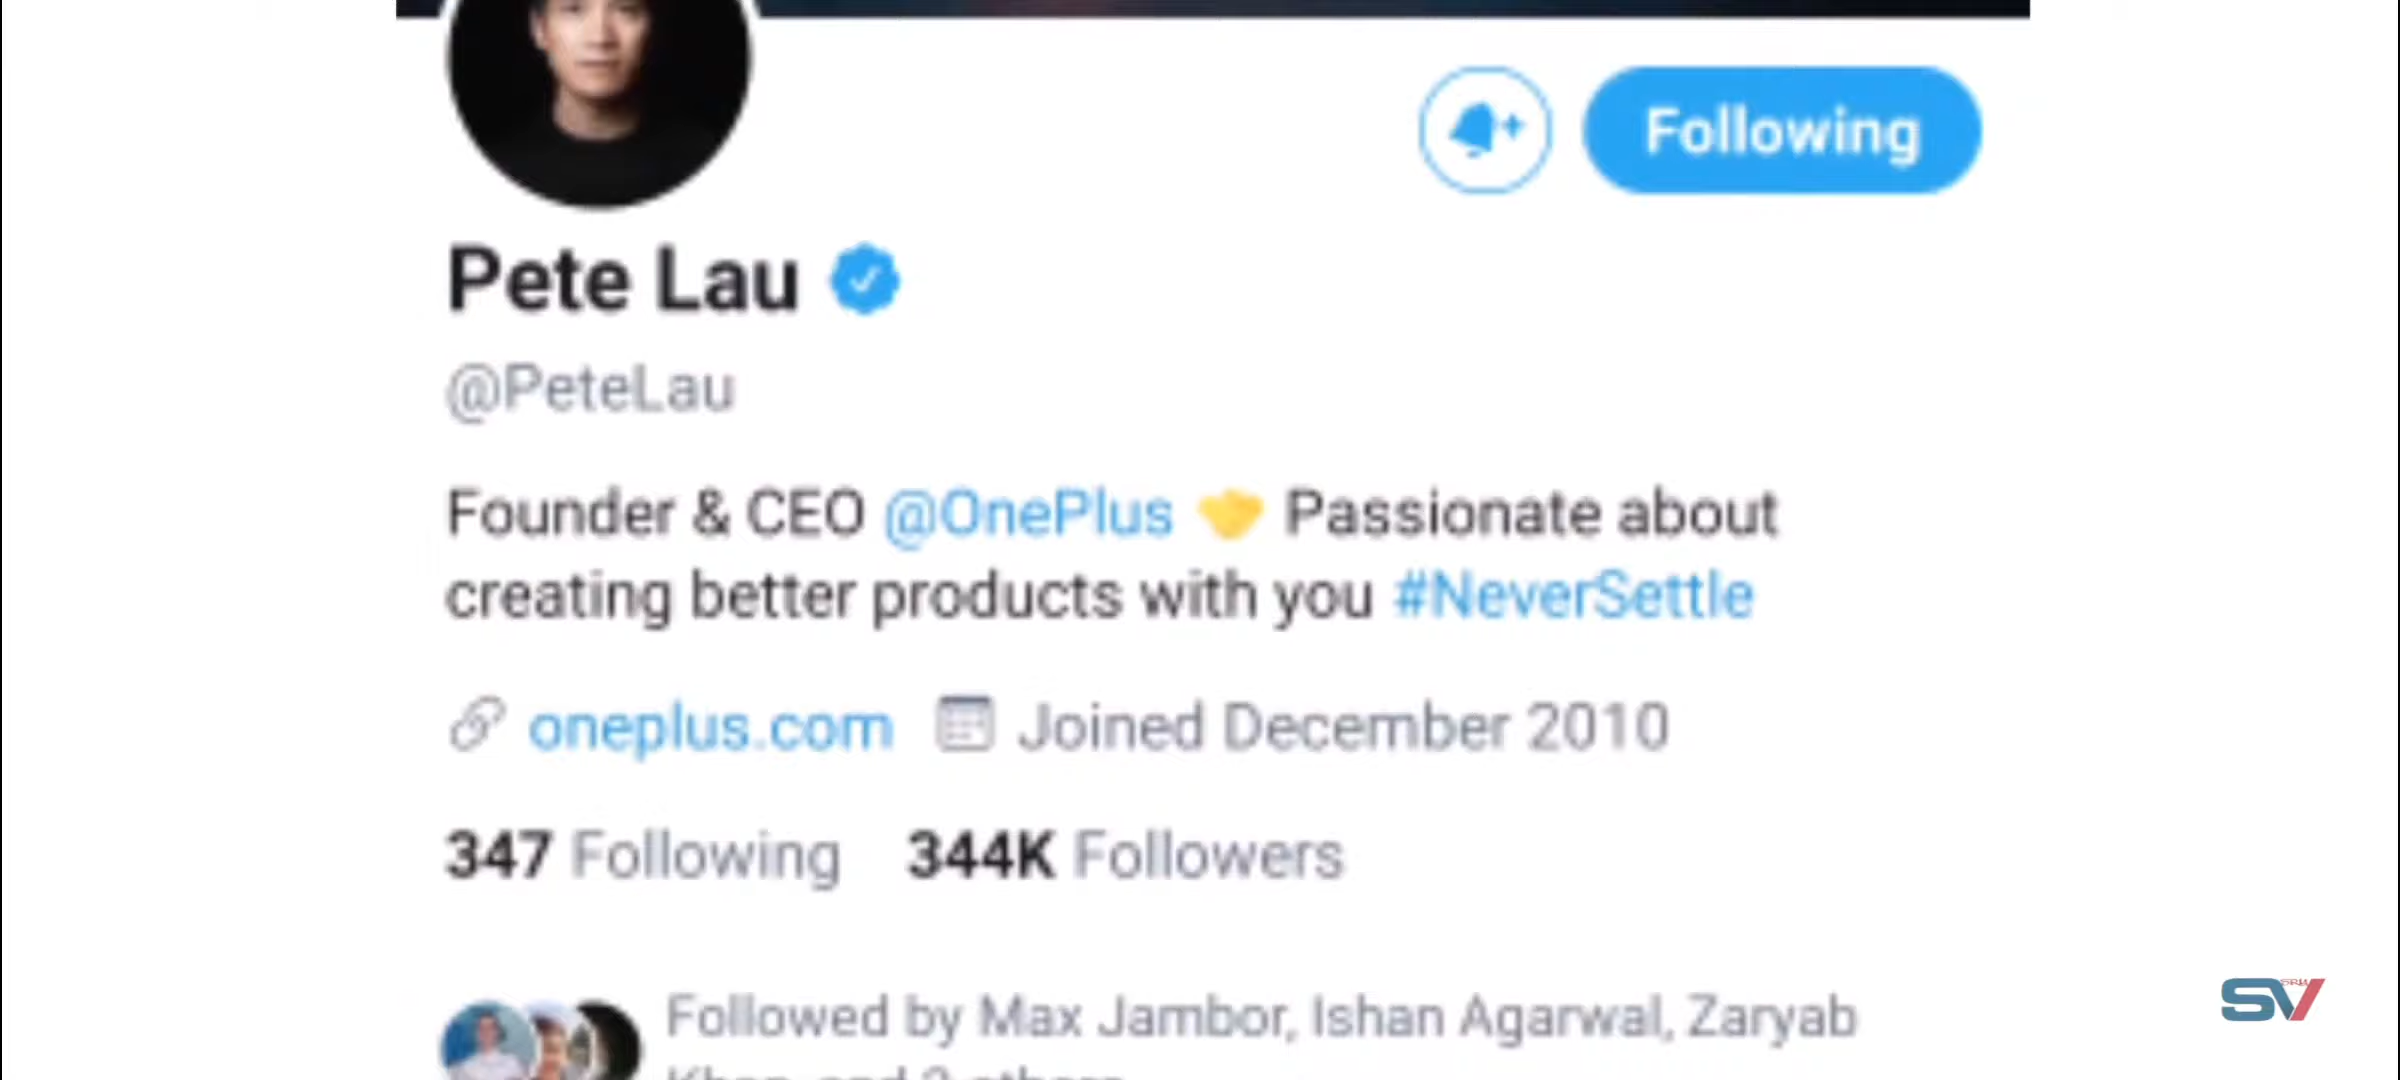 Following
Pete Lau
@PeteLau
Founder & CEO @OnePlus 🤝 Passionate about
creating better products with you #NeverSettle
oneplus.com Joined December 2010
347 Following 344K Followers
Followed by Max Jambor, Ishan Agarwal, Zaryab
SV